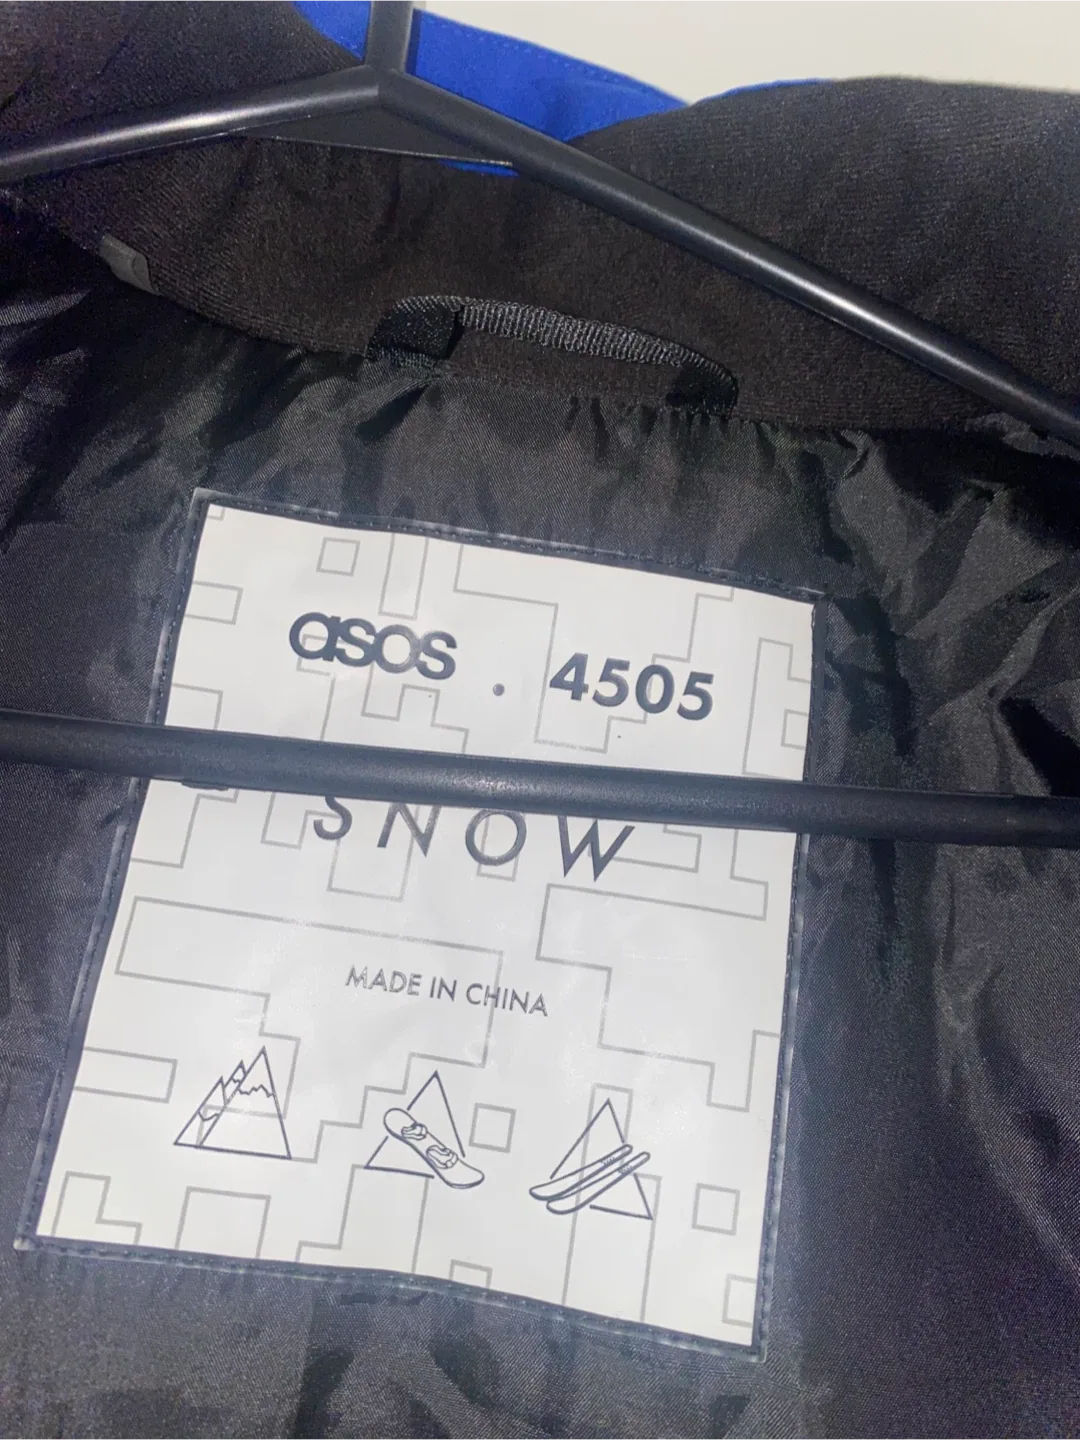 asos . 4505
SNOW
MADE IN CHINA